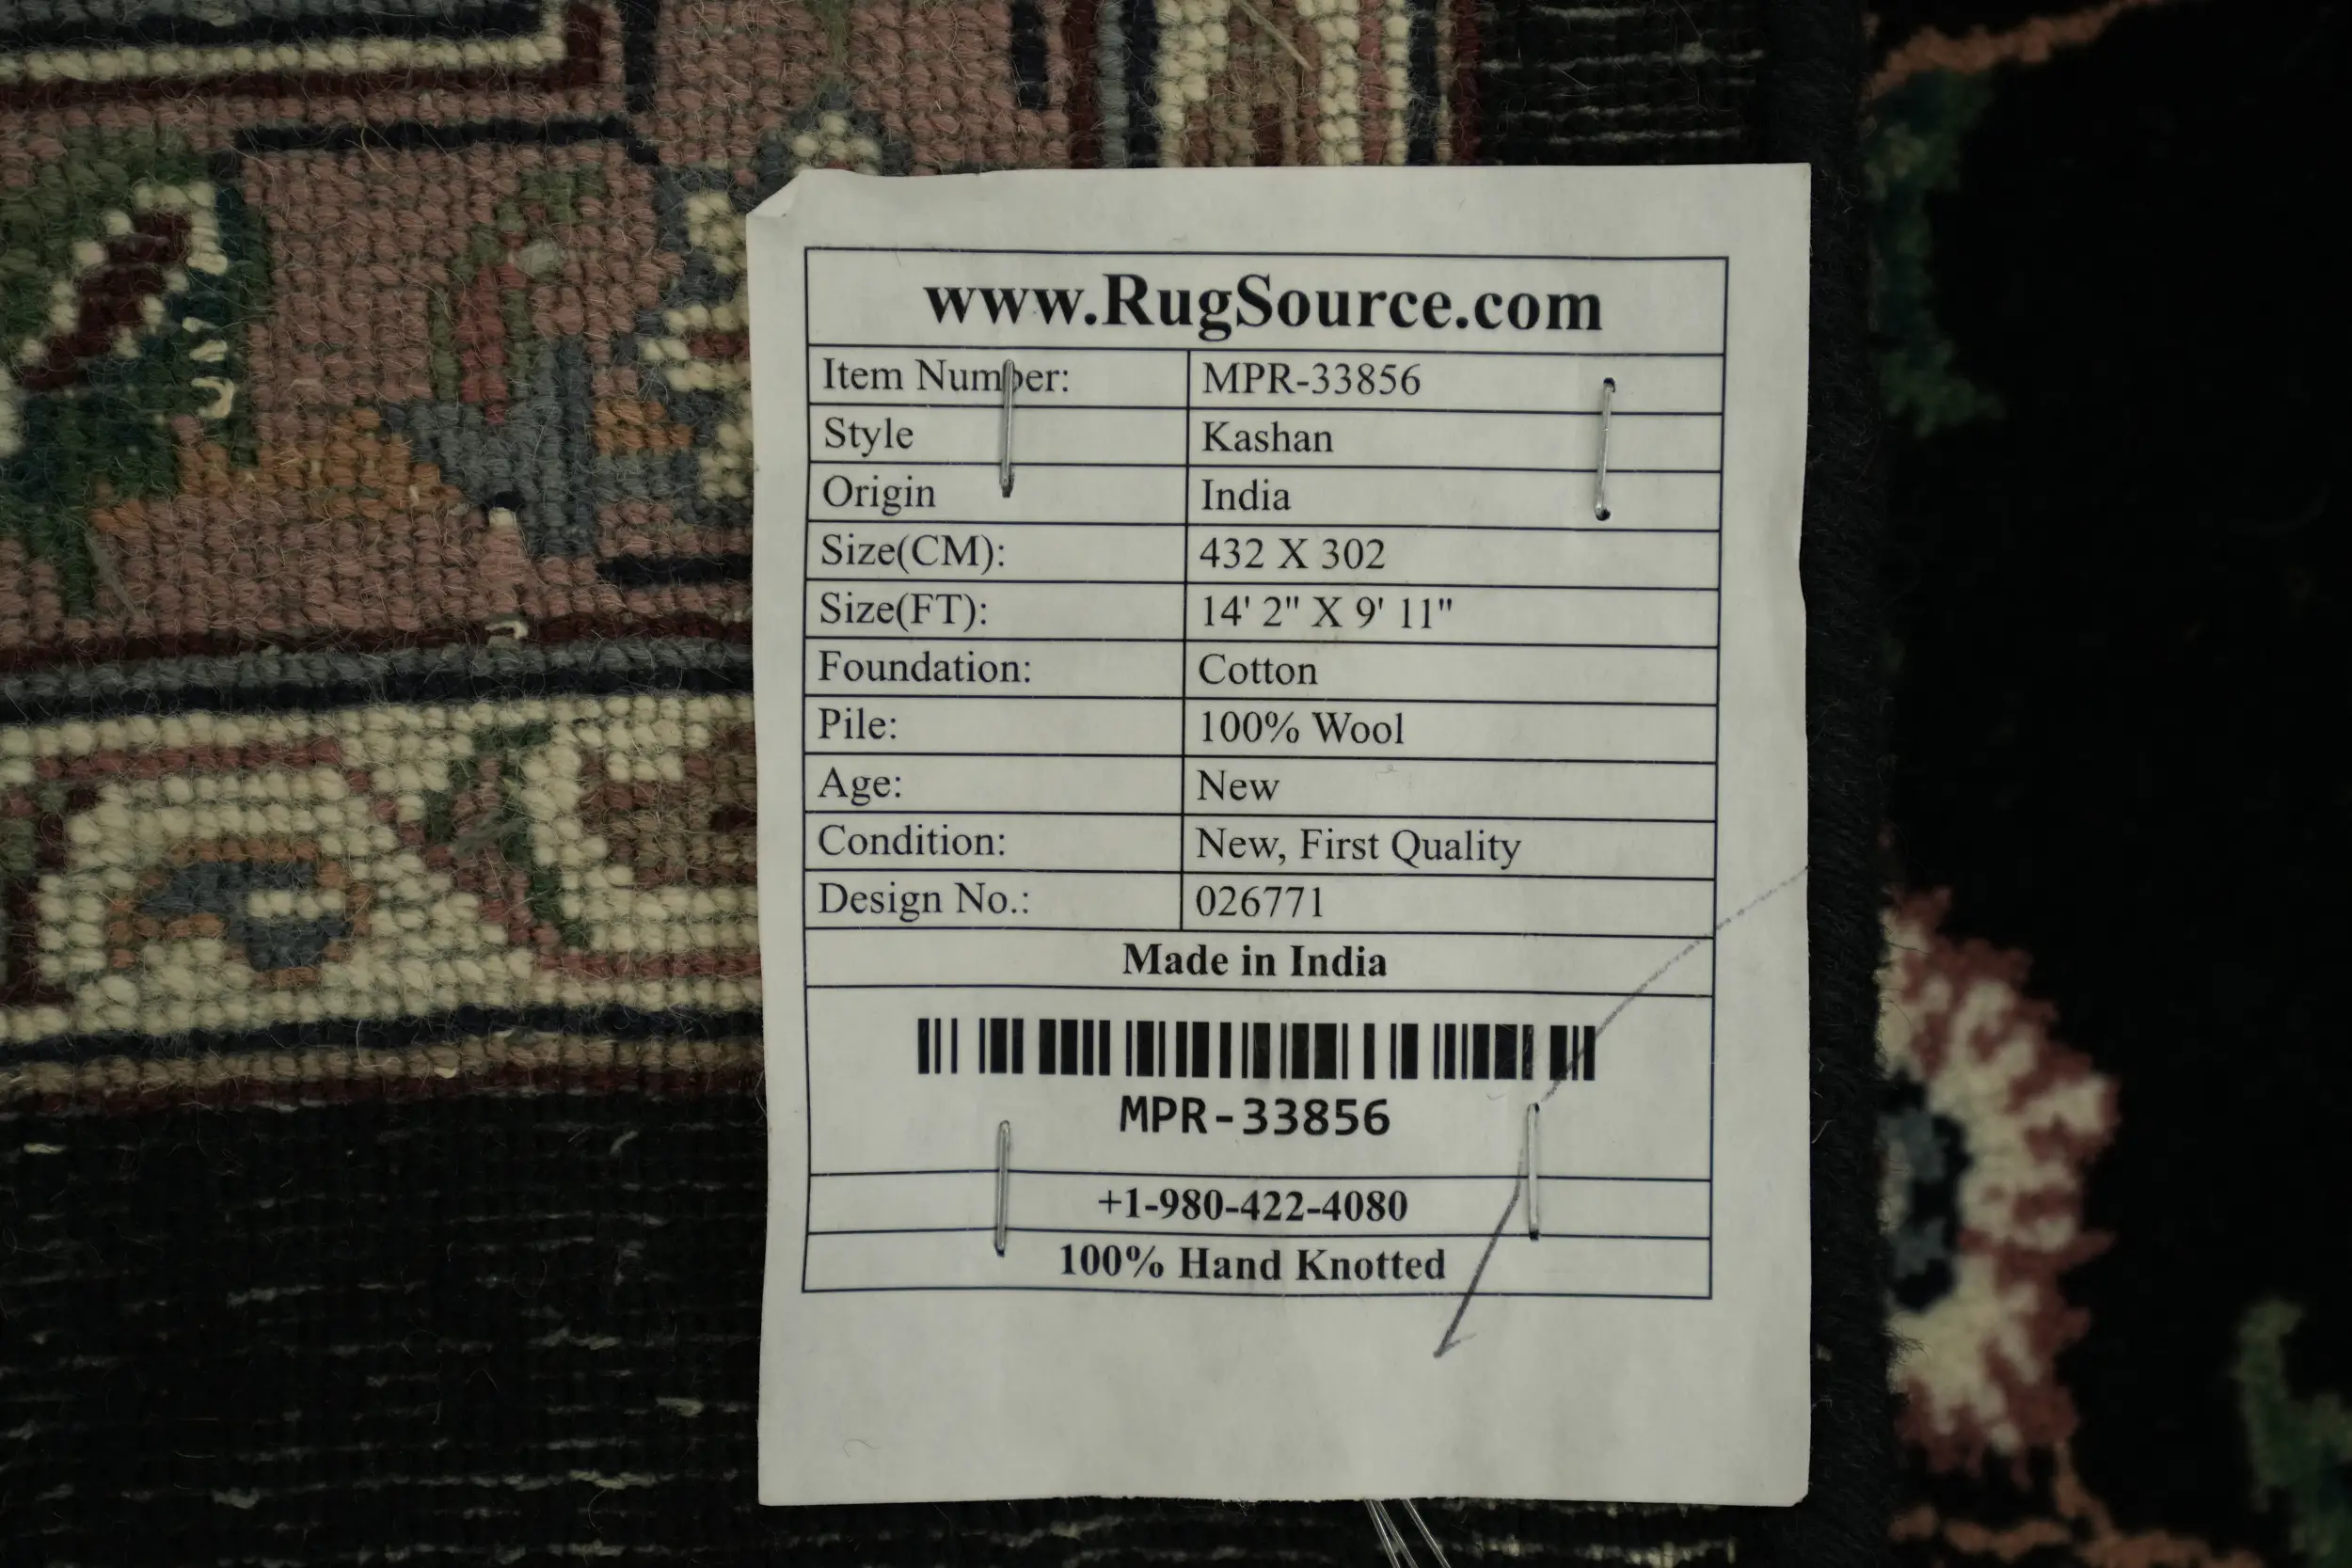 www.RugSource.com
Item Number: MPR-33856
Style Kashan
Origin India
Size(CM): 432 X 302
Size(FT): 14' 2" X 9' 11"
Foundation: Cotton
Pile: 100% Wool
Age: New
Condition: New, First Quality
Design No.: 026771
Made in India
MPR-33856
+1-980-422-4080
100% Hand Knotted